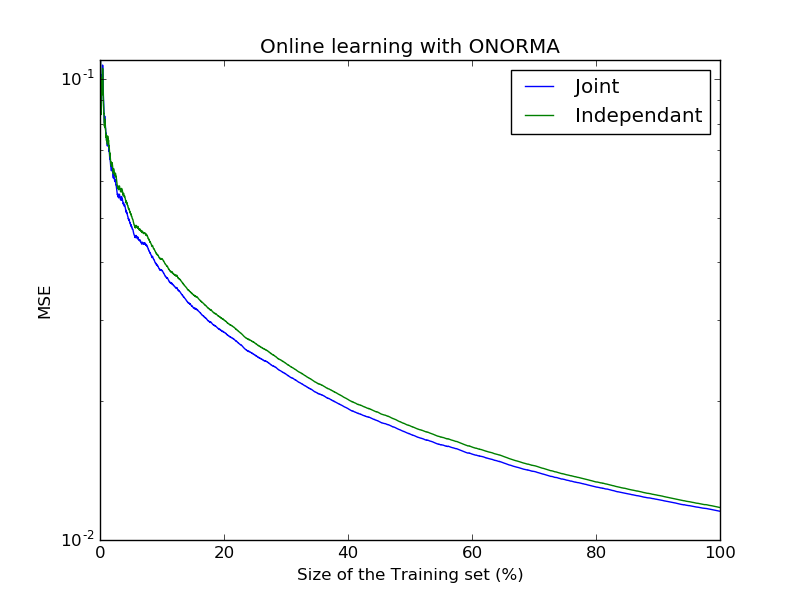 Online learning with ONORMA
Joint
Independant
10^-1
10^-2
MSE
0 20 40 60 80 100
Size of the Training set (%)